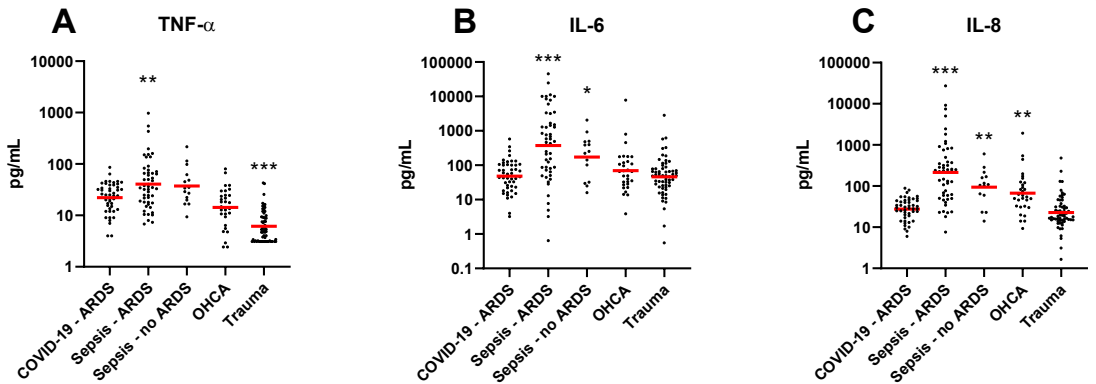 A
TNF-α
pg/mL
10000
1000
100
10
1
**
***
COVID-19 - ARDS
Sepsis - ARDS
Sepsis - no ARDS
OHCA
Trauma
B
IL-6
pg/mL
100000
10000
1000
100
10
1
0.1
***
*
COVID-19 - ARDS
Sepsis - ARDS
Sepsis - no ARDS
OHCA
Trauma
C
IL-8
pg/mL
100000
10000
1000
100
10
1
***
**
**
COVID-19 - ARDS
Sepsis - ARDS
Sepsis - no ARDS
OHCA
Trauma